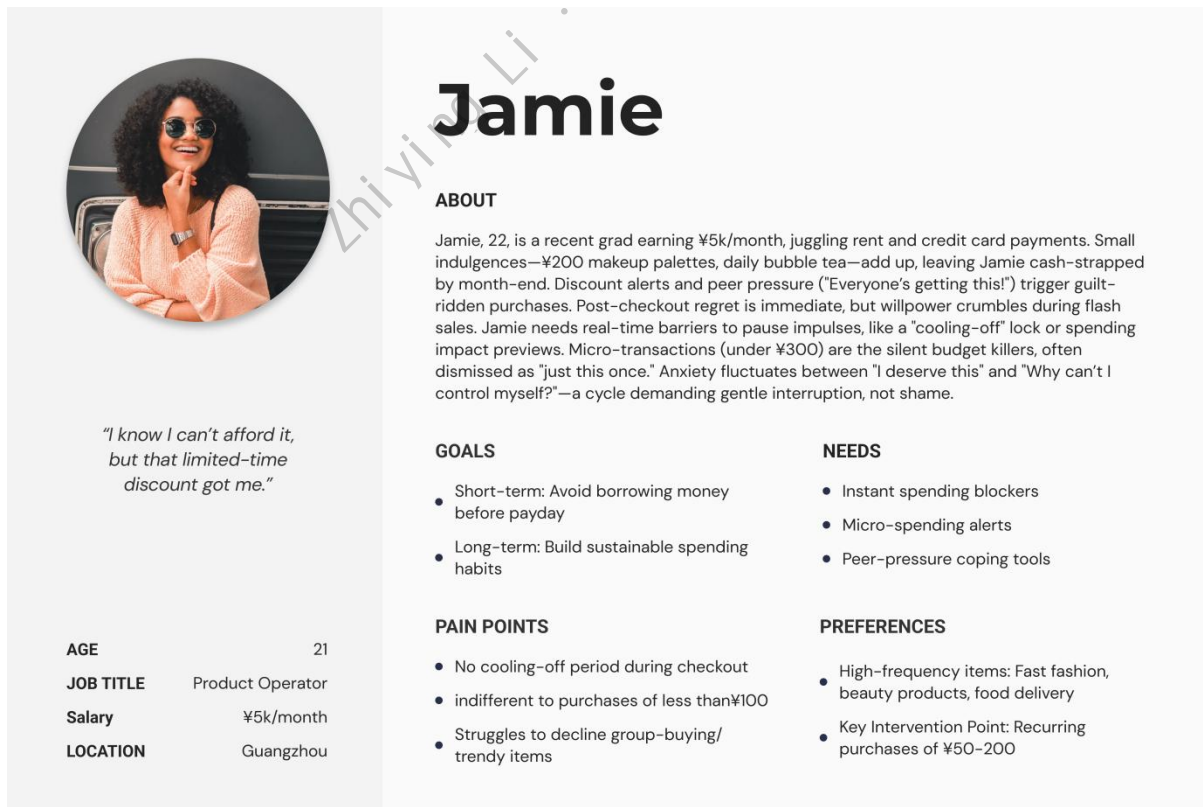 Zhiying Li
Jamie
ABOUT
Jamie, 22, is a recent grad earning ¥5k/month, juggling rent and credit card payments. Small
indulgences—¥200 makeup palettes, daily bubble tea—add up, leaving Jamie cash-strapped
by month-end. Discount alerts and peer pressure ("Everyone’s getting this!") trigger guilt-
ridden purchases. Post-checkout regret is immediate, but willpower crumbles during flash
sales. Jamie needs real-time barriers to pause impulses, like a "cooling-off" lock or spending
impact previews. Micro-transactions (under ¥300) are the silent budget killers, often
dismissed as "just this once." Anxiety fluctuates between "I deserve this" and "Why can’t I
control myself?"—a cycle demanding gentle interruption, not shame.
“I know I can’t afford it,
but that limited-time
discount got me.”
GOALS
Short-term: Avoid borrowing money
before payday
Long-term: Build sustainable spending
habits
NEEDS
Instant spending blockers
Micro-spending alerts
Peer-pressure coping tools
AGE 21
JOB TITLE Product Operator
Salary ¥5k/month
LOCATION Guangzhou
PAIN POINTS
No cooling-off period during checkout
indifferent to purchases of less than¥100
Struggles to decline group-buying/
trendy items
PREFERENCES
High-frequency items: Fast fashion,
beauty products, food delivery
Key Intervention Point: Recurring
purchases of ¥50-200